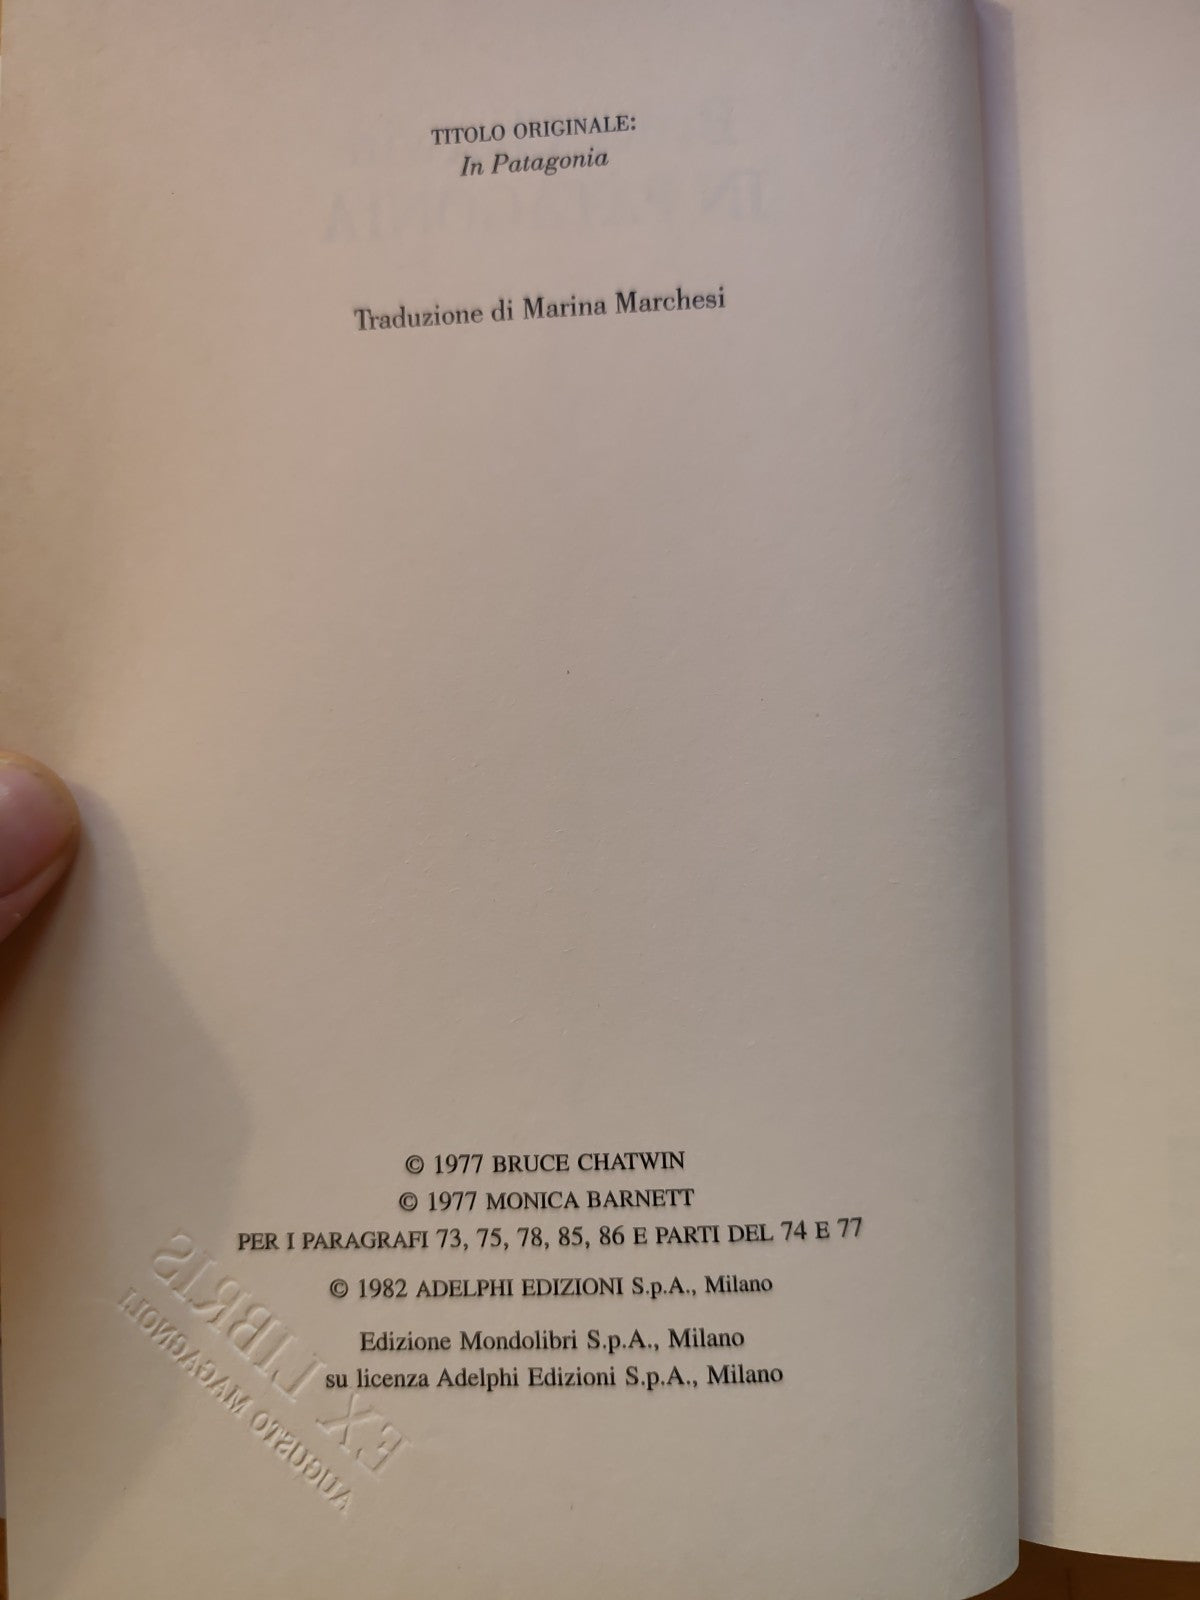 TITOLO ORIGINALE:
In Patagonia
Traduzione di Marina Marchesi
© 1977 BRUCE CHATWIN
© 1977 MONICA BARNETT
PER I PARAGRAFI 73, 75, 78, 85, 86 E PARTI DEL 74 E 77
© 1982 ADELPHI EDIZIONI S.p.A., Milano
Edizione Mondolibri S.p.A., Milano
su licenza Adelphi Edizioni S.p.A., Milano
EX LIBRIS
AUGUSTO MAGAGNOLI